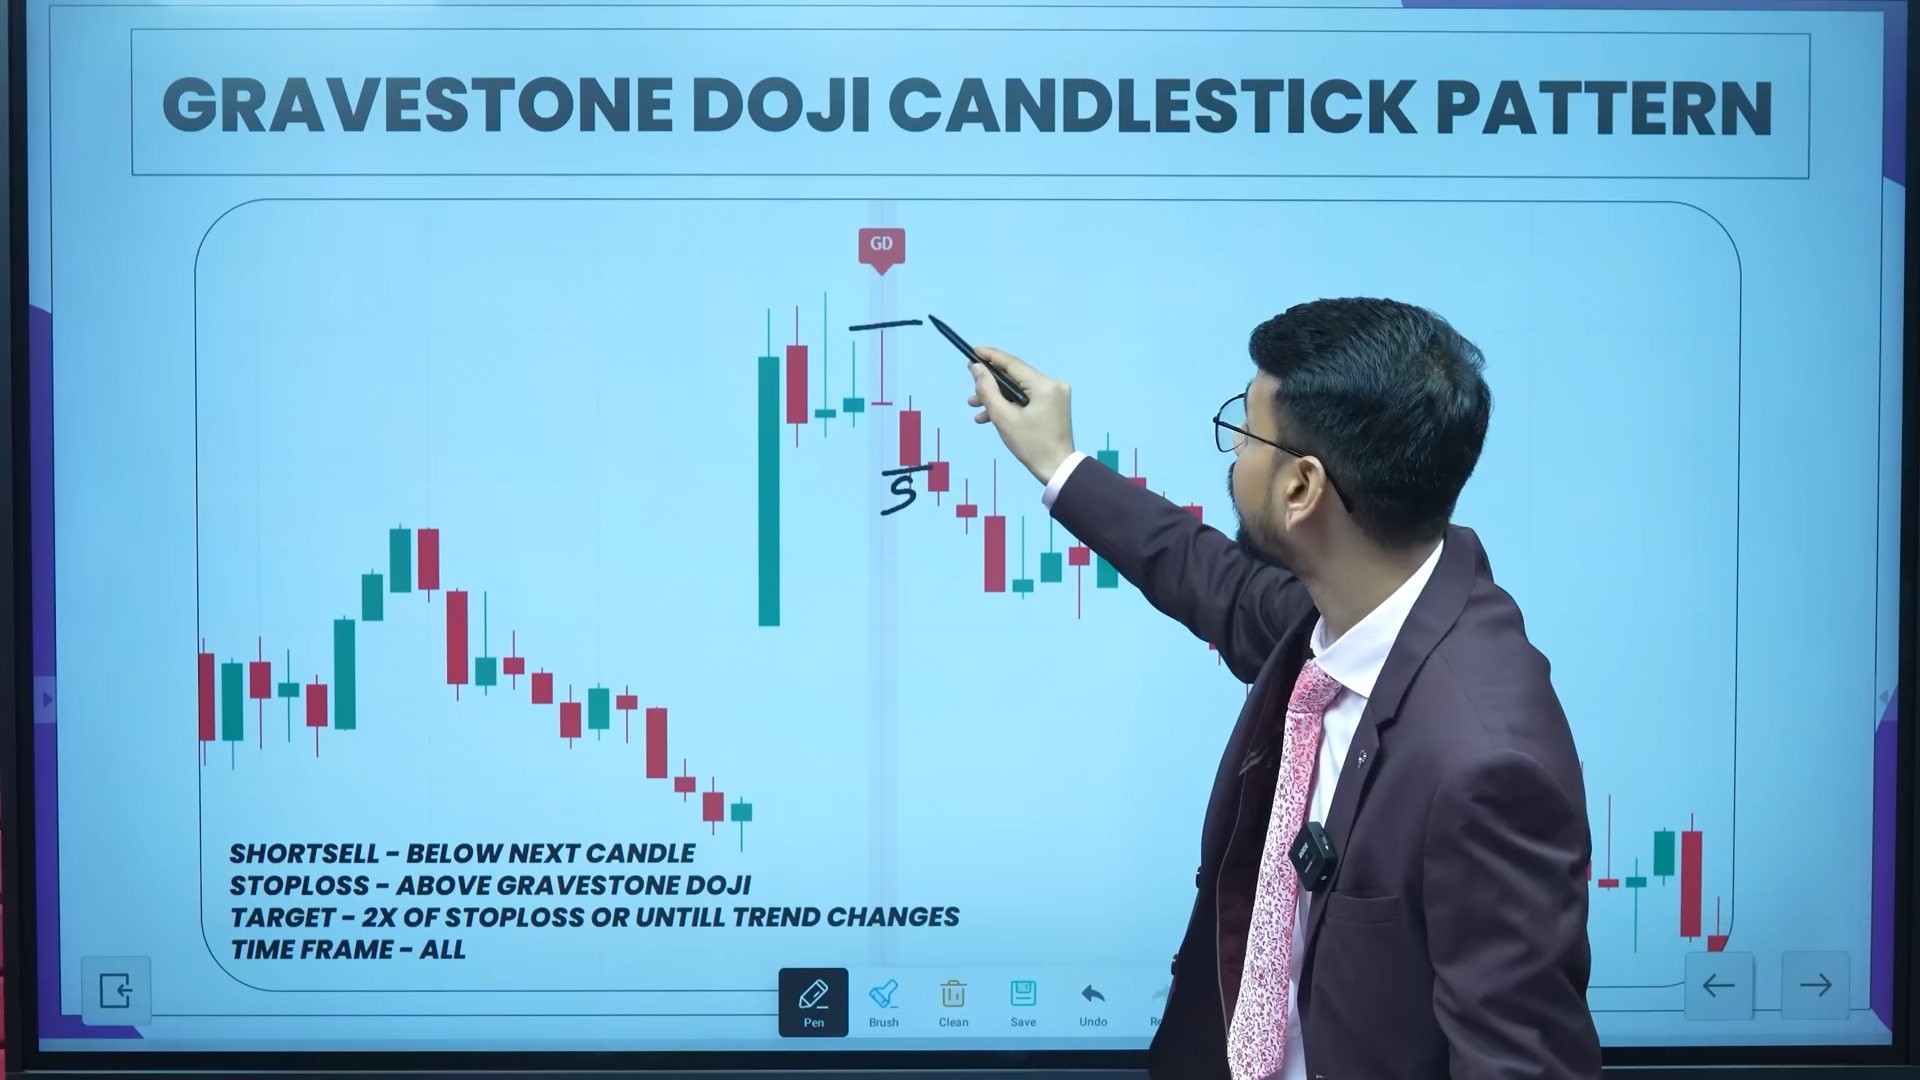 GRAVESTONE DOJI CANDLESTICK PATTERN
GD
S
SHORTSELL - BELOW NEXT CANDLE
STOPLOSS - ABOVE GRAVESTONE DOJI
TARGET - 2X OF STOPLOSS OR UNTILL TREND CHANGES
TIME FRAME - ALL
Pen Brush Clean Save Undo